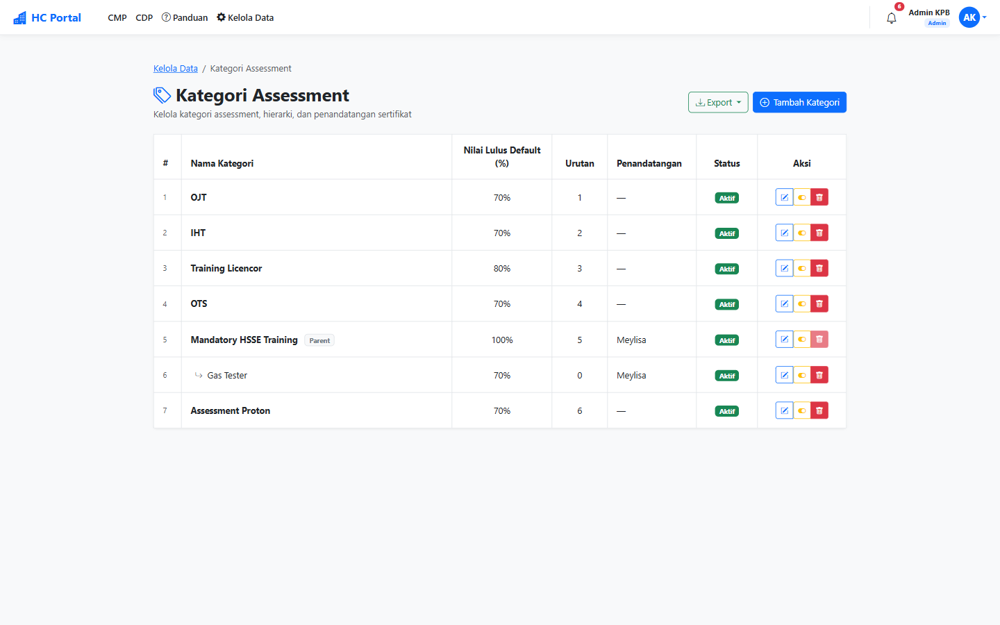 HC Portal CMP CDP Panduan Kelola Data 6 Admin KPB Admin AK
Kelola Data / Kategori Assessment
Kategori Assessment
Kelola kategori assessment, hierarki, dan penandatangan sertifikat
Export Tambah Kategori
# Nama Kategori Nilai Lulus Default (%) Urutan Penandatangan Status Aksi
1 OJT 70% 1 — Aktif
2 IHT 70% 2 — Aktif
3 Training Licencor 80% 3 — Aktif
4 OTS 70% 4 — Aktif
5 Mandatory HSSE Training Parent 100% 5 Meylisa Aktif
6 Gas Tester 70% 0 Meylisa Aktif
7 Assessment Proton 70% 6 — Aktif